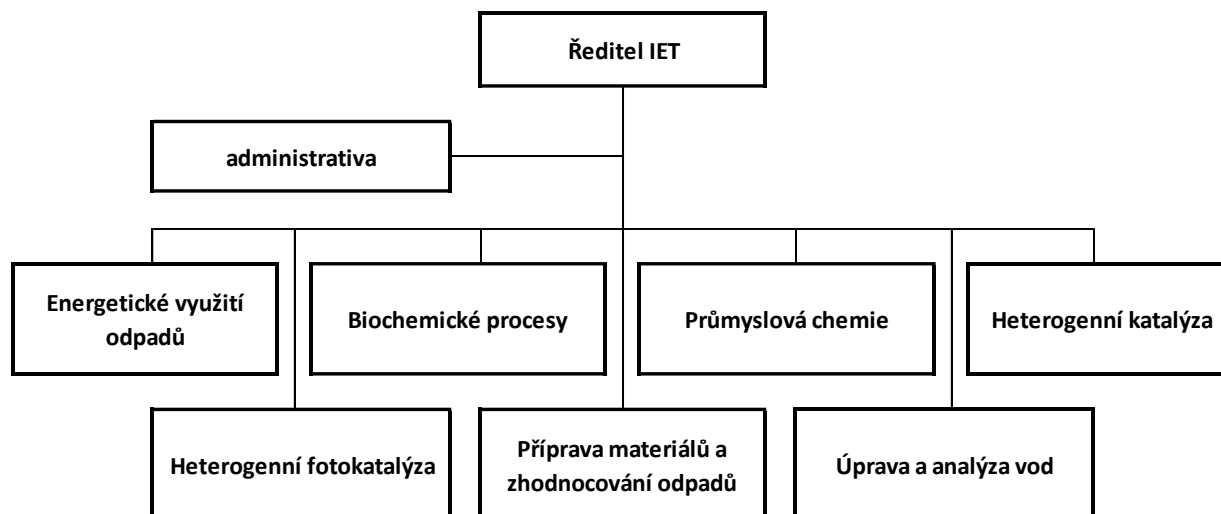 Ředitel IET
administrativa
Energetické využití
odpadů
Biochemické procesy
Průmyslová chemie
Heterogenní katalýza
Heterogenní fotokatalýza
Příprava materiálů a
zhodnocování odpadů
Úprava a analýza vod